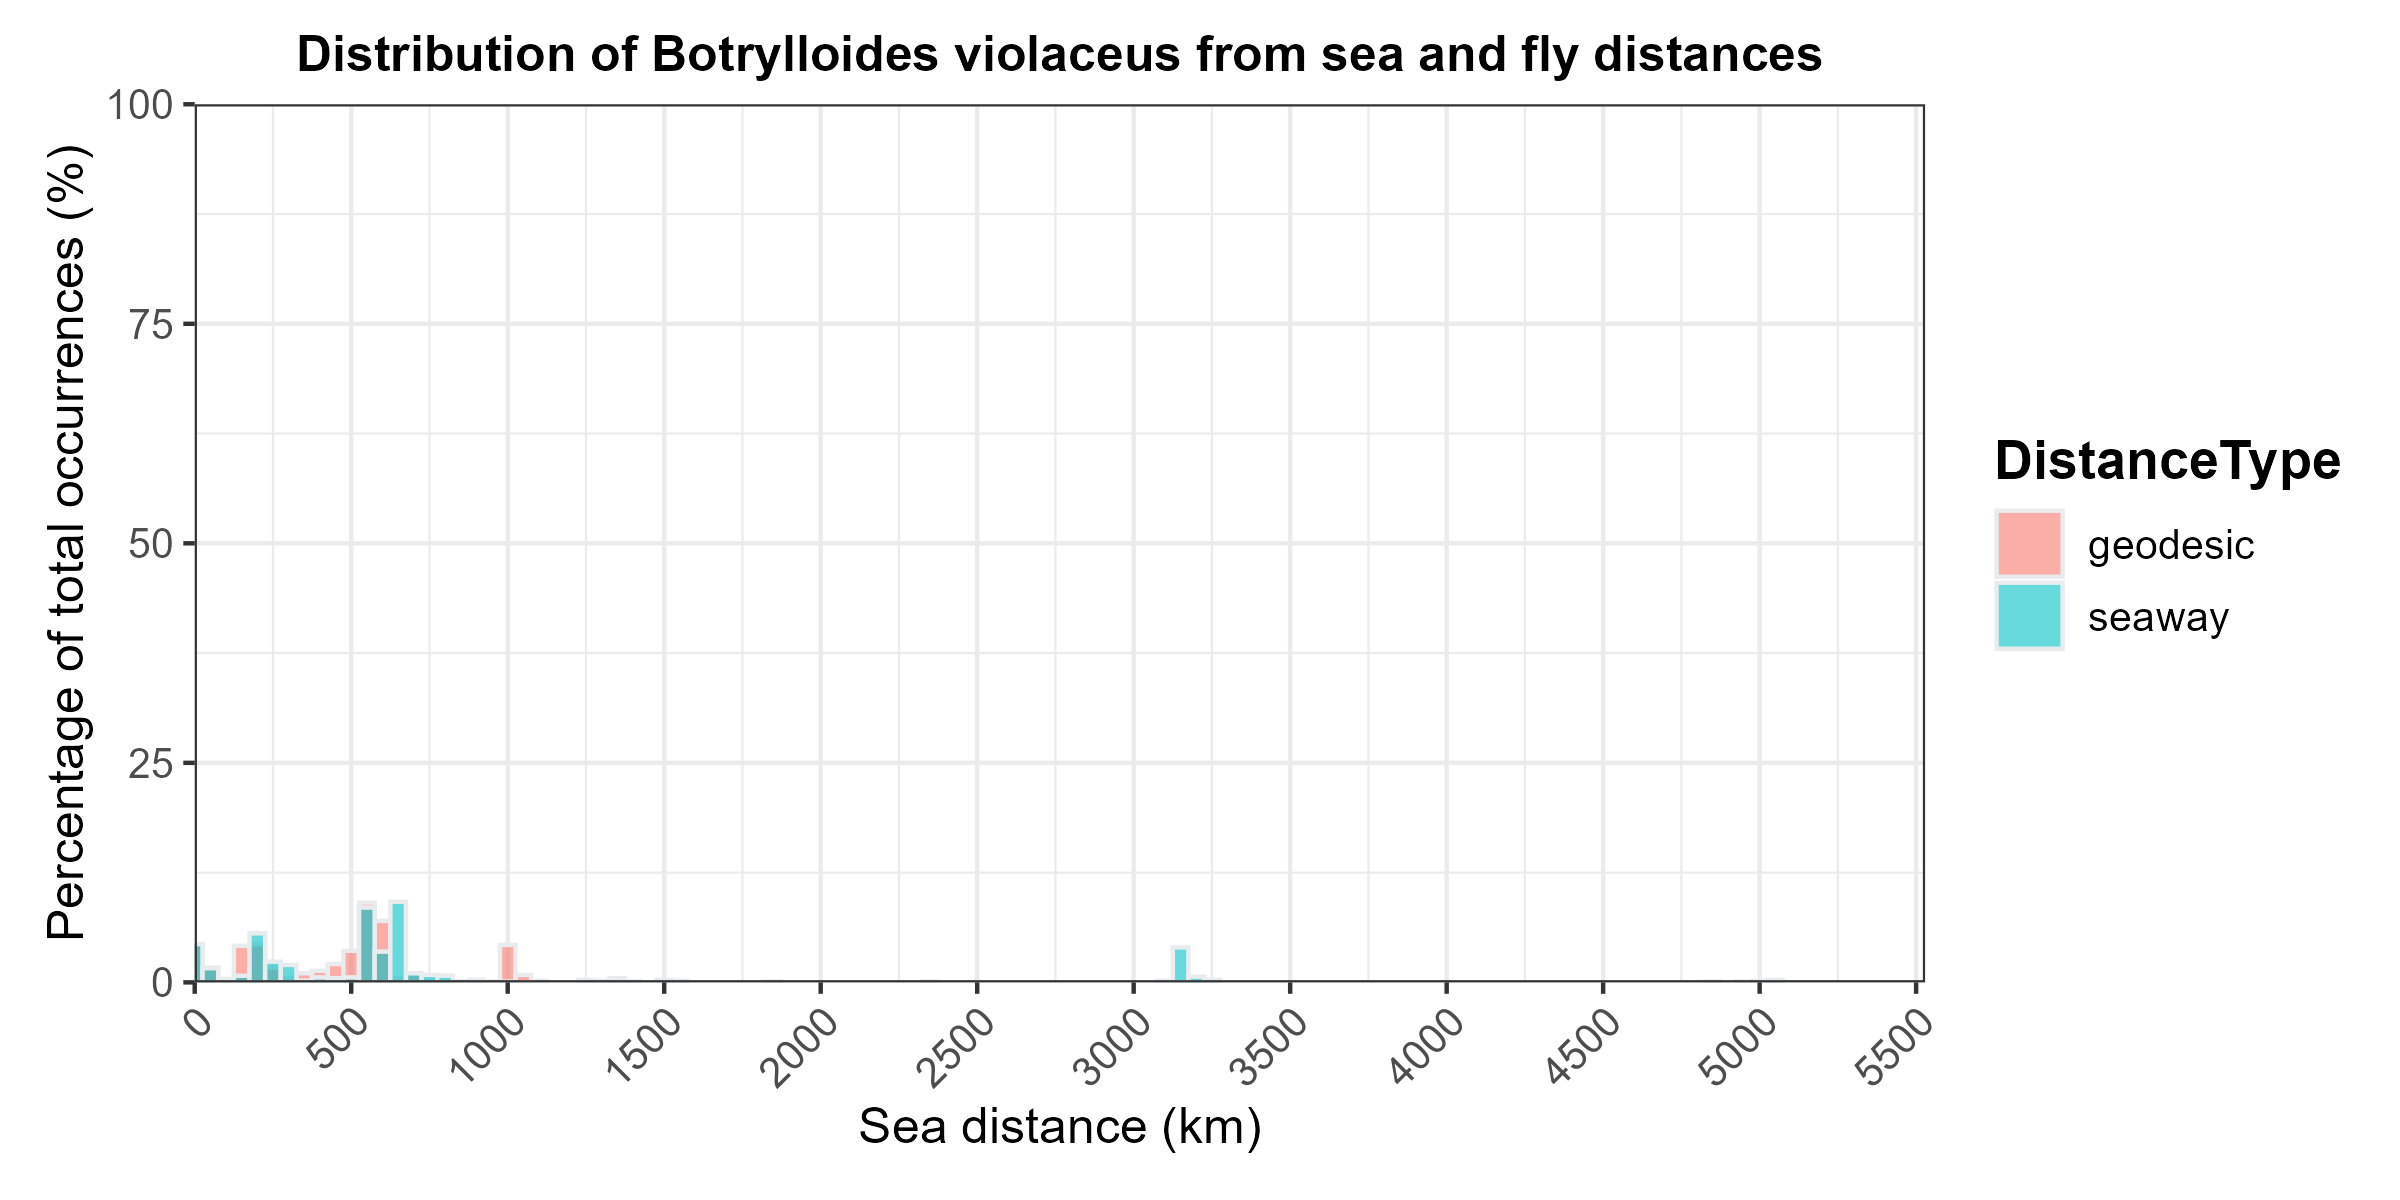 Distribution of Botrylloides violaceus from sea and fly distances
Percentage of total occurrences (%)
100
75
50
25
0
0
500
1000
1500
2000
2500
3000
3500
4000
4500
5000
5500
Sea distance (km)
DistanceType
geodesic
seaway